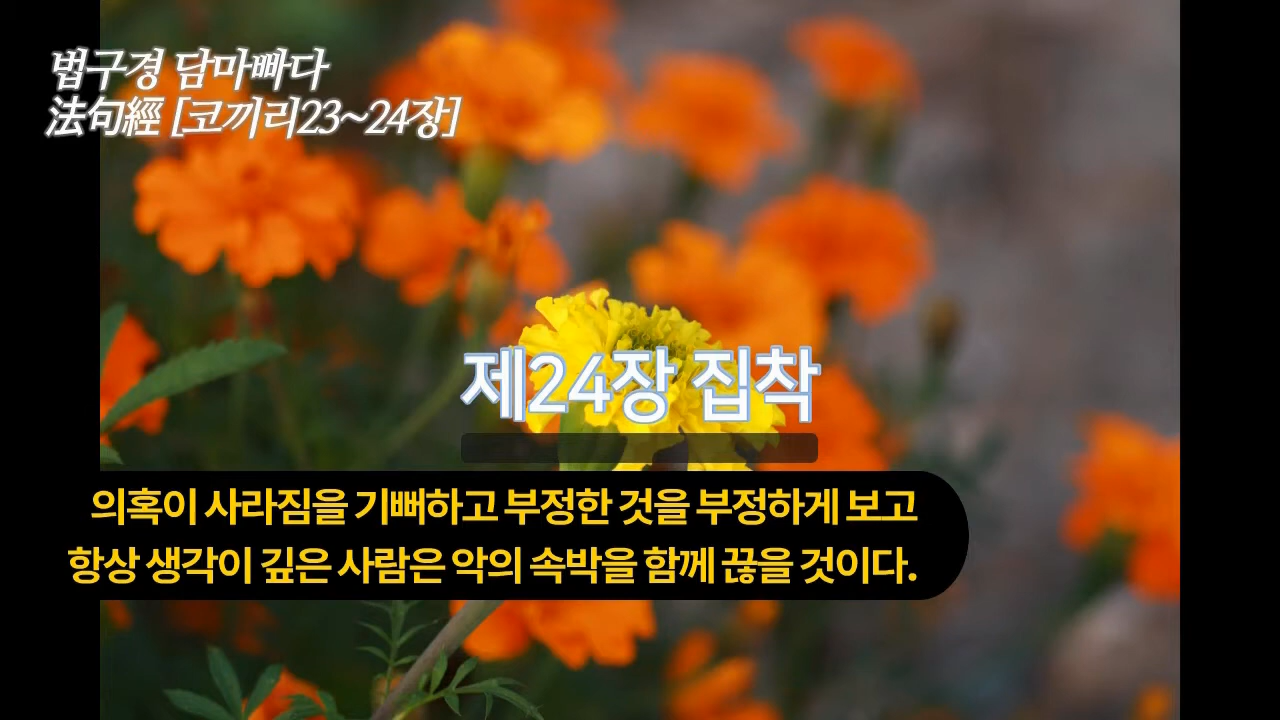 법구경 담마빠다
法句經 [코끼리23~24장]
제24장 집착
의혹이 사라짐을 기뻐하고 부정한 것을 부정하게 보고
항상 생각이 깊은 사람은 악의 속박을 함께 끊을 것이다.